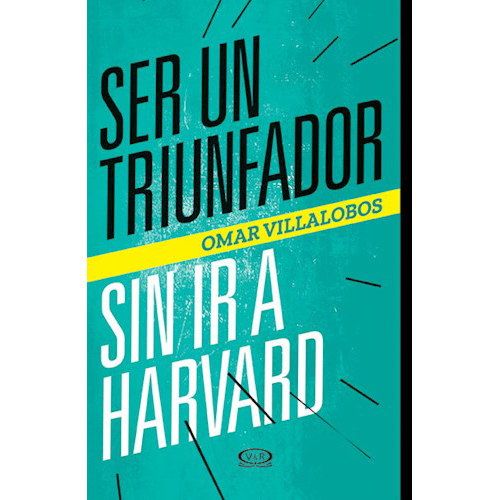 SER UN
TRIUNFADOR
OMAR VILLALOBOS
SIN IR A
HARVARD
V&R